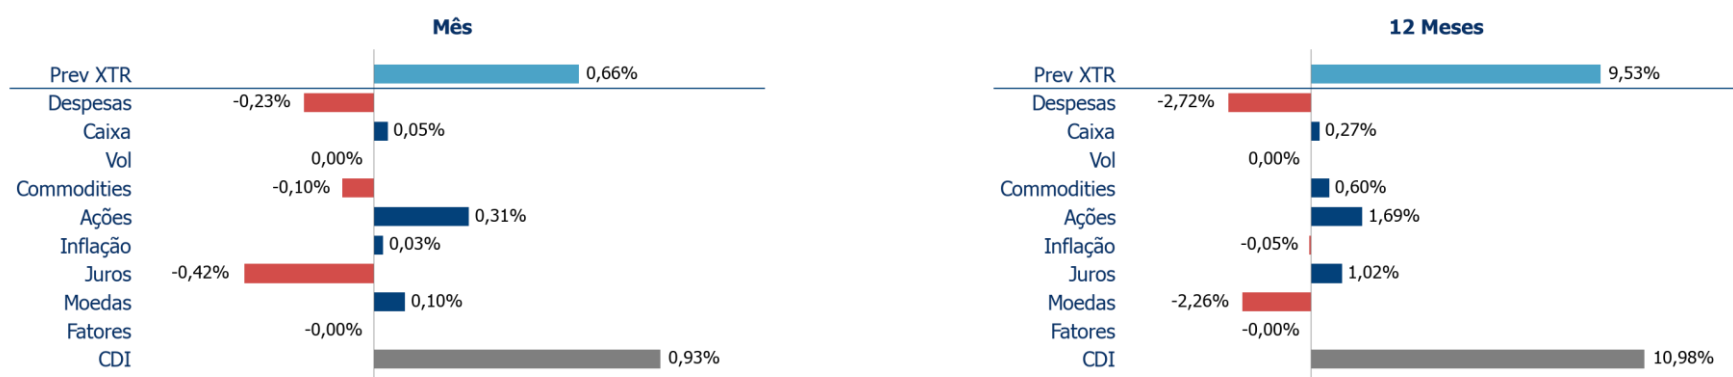 Mês
Prev XTR 0,66%
Despesas -0,23%
Caixa 0,05%
Vol 0,00%
Commodities -0,10%
Ações 0,31%
Inflação 0,03%
Juros -0,42%
Moedas 0,10%
Fatores -0,00%
CDI 0,93%
12 Meses
Prev XTR 9,53%
Despesas -2,72%
Caixa 0,27%
Vol 0,00%
Commodities 0,60%
Ações 1,69%
Inflação -0,05%
Juros 1,02%
Moedas -2,26%
Fatores -0,00%
CDI 10,98%